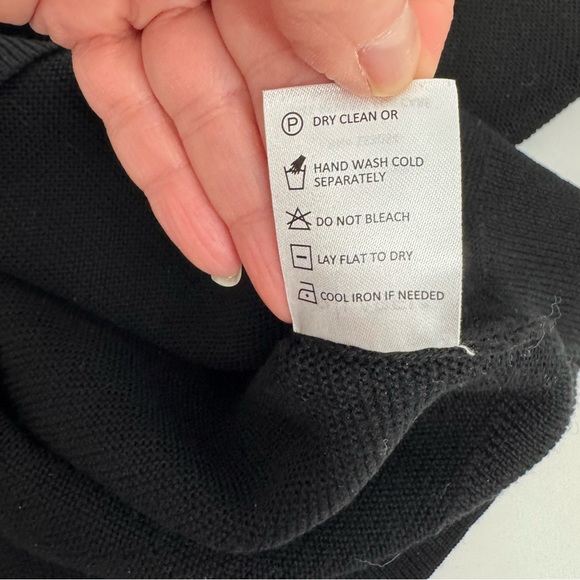 P DRY CLEAN OR
HAND WASH COLD
SEPARATELY
DO NOT BLEACH
LAY FLAT TO DRY
COOL IRON IF NEEDED